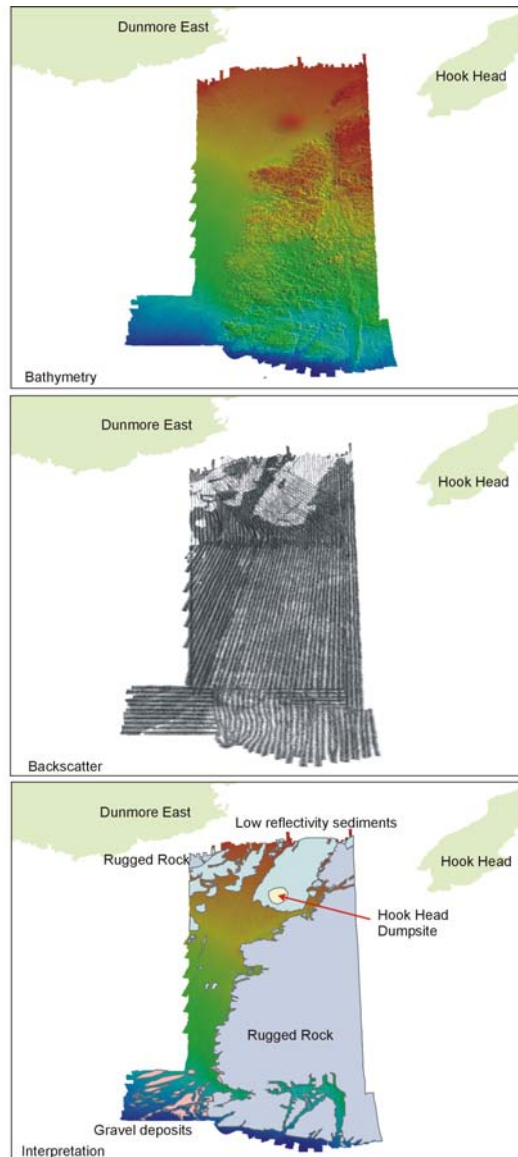 Dunmore East
Hook Head
Bathymetry
Dunmore East
Hook Head
Backscatter
Dunmore East
Low reflectivity sediments
Rugged Rock
Hook Head
Hook Head
Dumpsite
Rugged Rock
Gravel deposits
Interpretation